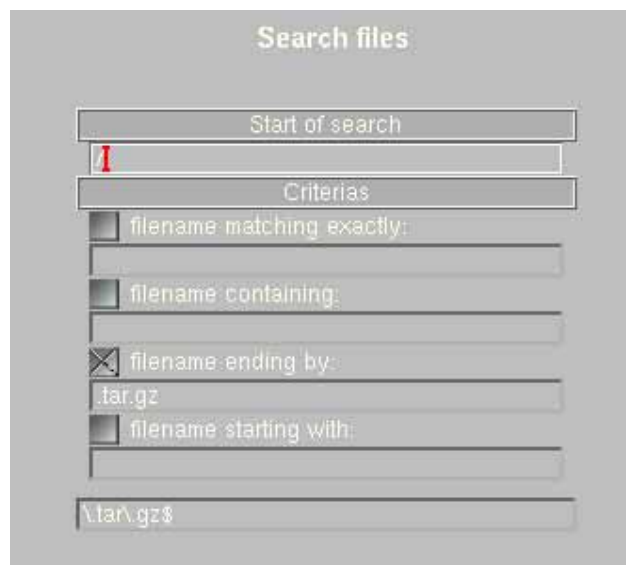 Search files
Start of search
/
Criterias
filename matching exactly:
filename containing:
filename ending by:
.tar.gz
filename starting with:
\.tar\.gz$